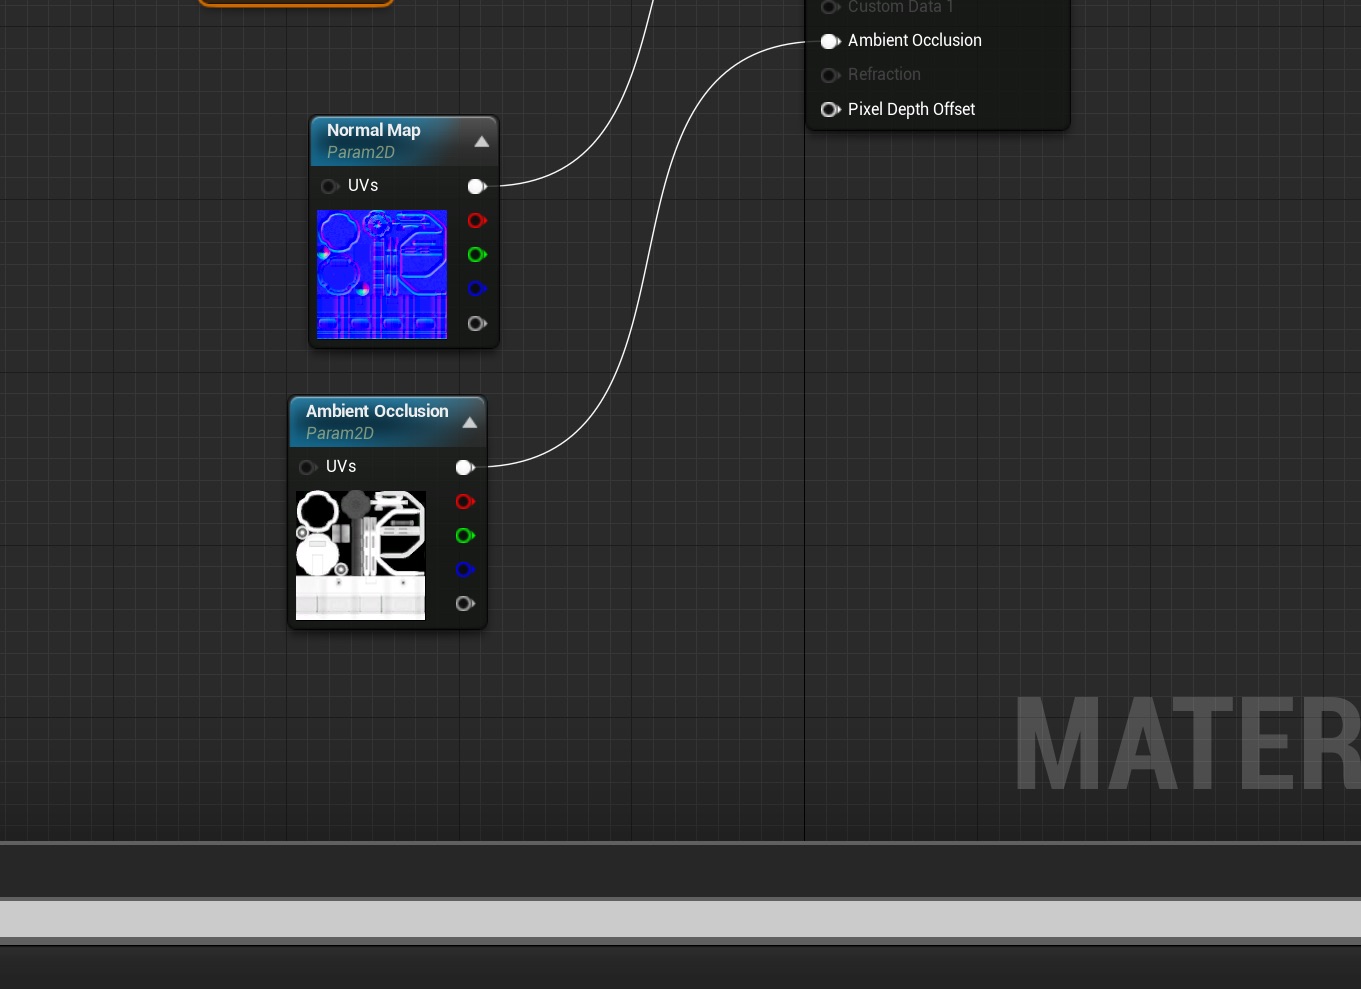 Custom Data 1
Ambient Occlusion
Refraction
Pixel Depth Offset
Normal Map
Param2D
UVs
Ambient Occlusion
Param2D
UVs
MATER